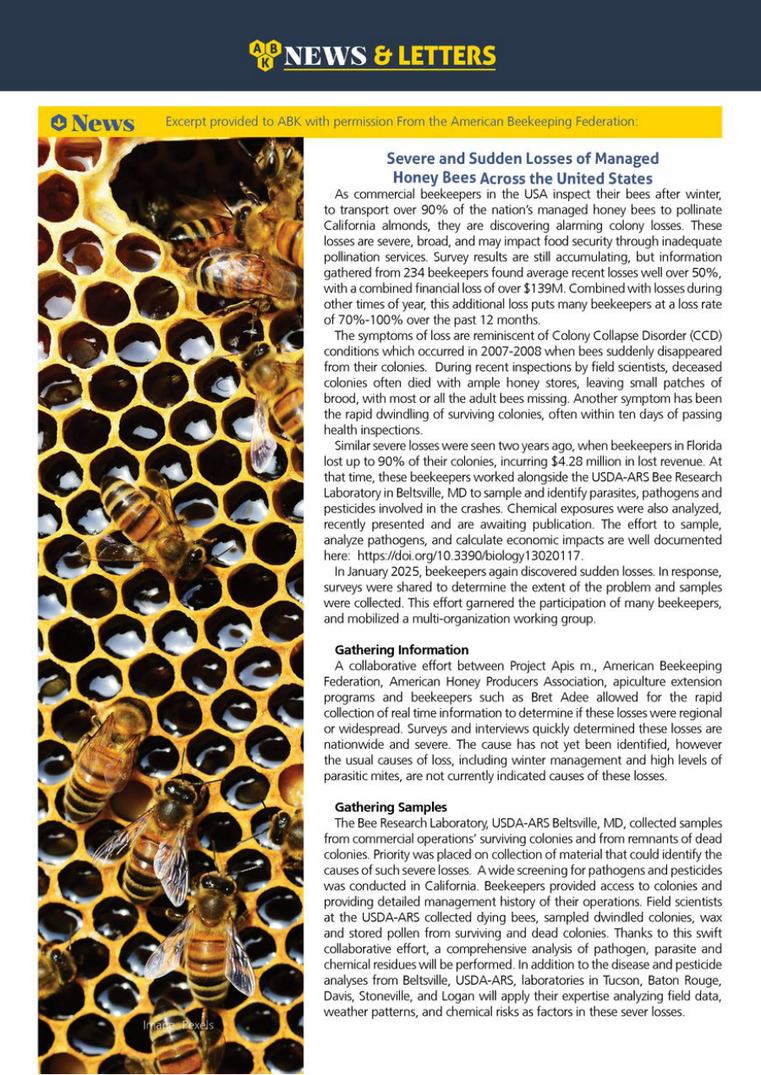 A B K NEWS & LETTERS
News Excerpt provided to ABK with permission From the American Beekeeping Federation:
Severe and Sudden Losses of Managed
Honey Bees Across the United States
As commercial beekeepers in the USA inspect their bees after winter,
to transport over 90% of the nation's managed honey bees to pollinate
California almonds, they are discovering alarming colony losses. These
losses are severe, broad, and may impact food security through inadequate
pollination services. Survey results are still accumulating, but information
gathered from 234 beekeepers found average recent losses well over 50%,
with a combined financial loss of over $139M. Combined with losses during
other times of year, this additional loss puts many beekeepers at a loss rate
of 70%-100% over the past 12 months.
The symptoms of loss are reminiscent of Colony Collapse Disorder (CCD)
conditions which occurred in 2007-2008 when bees suddenly disappeared
from their colonies. During recent inspections by field scientists, deceased
colonies often died with ample honey stores, leaving small patches of
brood, with most or all the adult bees missing. Another symptom has been
the rapid dwindling of surviving colonies, often within ten days of passing
health inspections.
Similar severe losses were seen two years ago, when beekeepers in Florida
lost up to 90% of their colonies, incurring $4.28 million in lost revenue. At
that time, these beekeepers worked alongside the USDA-ARS Bee Research
Laboratory in Beltsville, MD to sample and identify parasites, pathogens and
pesticides involved in the crashes. Chemical exposures were also analyzed,
recently presented and are awaiting publication. The effort to sample,
analyze pathogens, and calculate economic impacts are well documented
here: https://doi.org/10.3390/biology13020117.
In January 2025, beekeepers again discovered sudden losses. In response,
surveys were shared to determine the extent of the problem and samples
were collected. This effort garnered the participation of many beekeepers,
and mobilized a multi-organization working group.
Gathering Information
A collaborative effort between Project Apis m., American Beekeeping
Federation, American Honey Producers Association, apiculture extension
programs and beekeepers such as Bret Adee allowed for the rapid
collection of real time information to determine if these losses were regional
or widespread. Surveys and interviews quickly determined these losses are
nationwide and severe. The cause has not yet been identified, however
the usual causes of loss, including winter management and high levels of
parasitic mites, are not currently indicated causes of these losses.
Gathering Samples
The Bee Research Laboratory, USDA-ARS Beltsville, MD, collected samples
from commercial operations' surviving colonies and from remnants of dead
colonies. Priority was placed on collection of material that could identify the
causes of such severe losses. A wide screening for pathogens and pesticides
was conducted in California. Beekeepers provided access to colonies and
providing detailed management history of their operations. Field scientists
at the USDA-ARS collected dying bees, sampled dwindled colonies, wax
and stored pollen from surviving and dead colonies. Thanks to this swift
collaborative effort, a comprehensive analysis of pathogen, parasite and
chemical residues will be performed. In addition to the disease and pesticide
analyses from Beltsville, USDA-ARS, laboratories in Tucson, Baton Rouge,
Davis, Stoneville, and Logan will apply their expertise analyzing field data,
weather patterns, and chemical risks as factors in these sever losses.
Image: Pexels